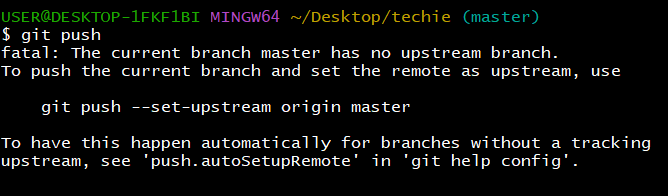 USER@DESKTOP-1FKF1BI MINGW64 ~/Desktop/techie (master)
$ git push
fatal: The current branch master has no upstream branch.
To push the current branch and set the remote as upstream, use
    git push --set-upstream origin master
To have this happen automatically for branches without a tracking
upstream, see 'push.autoSetupRemote' in 'git help config'.